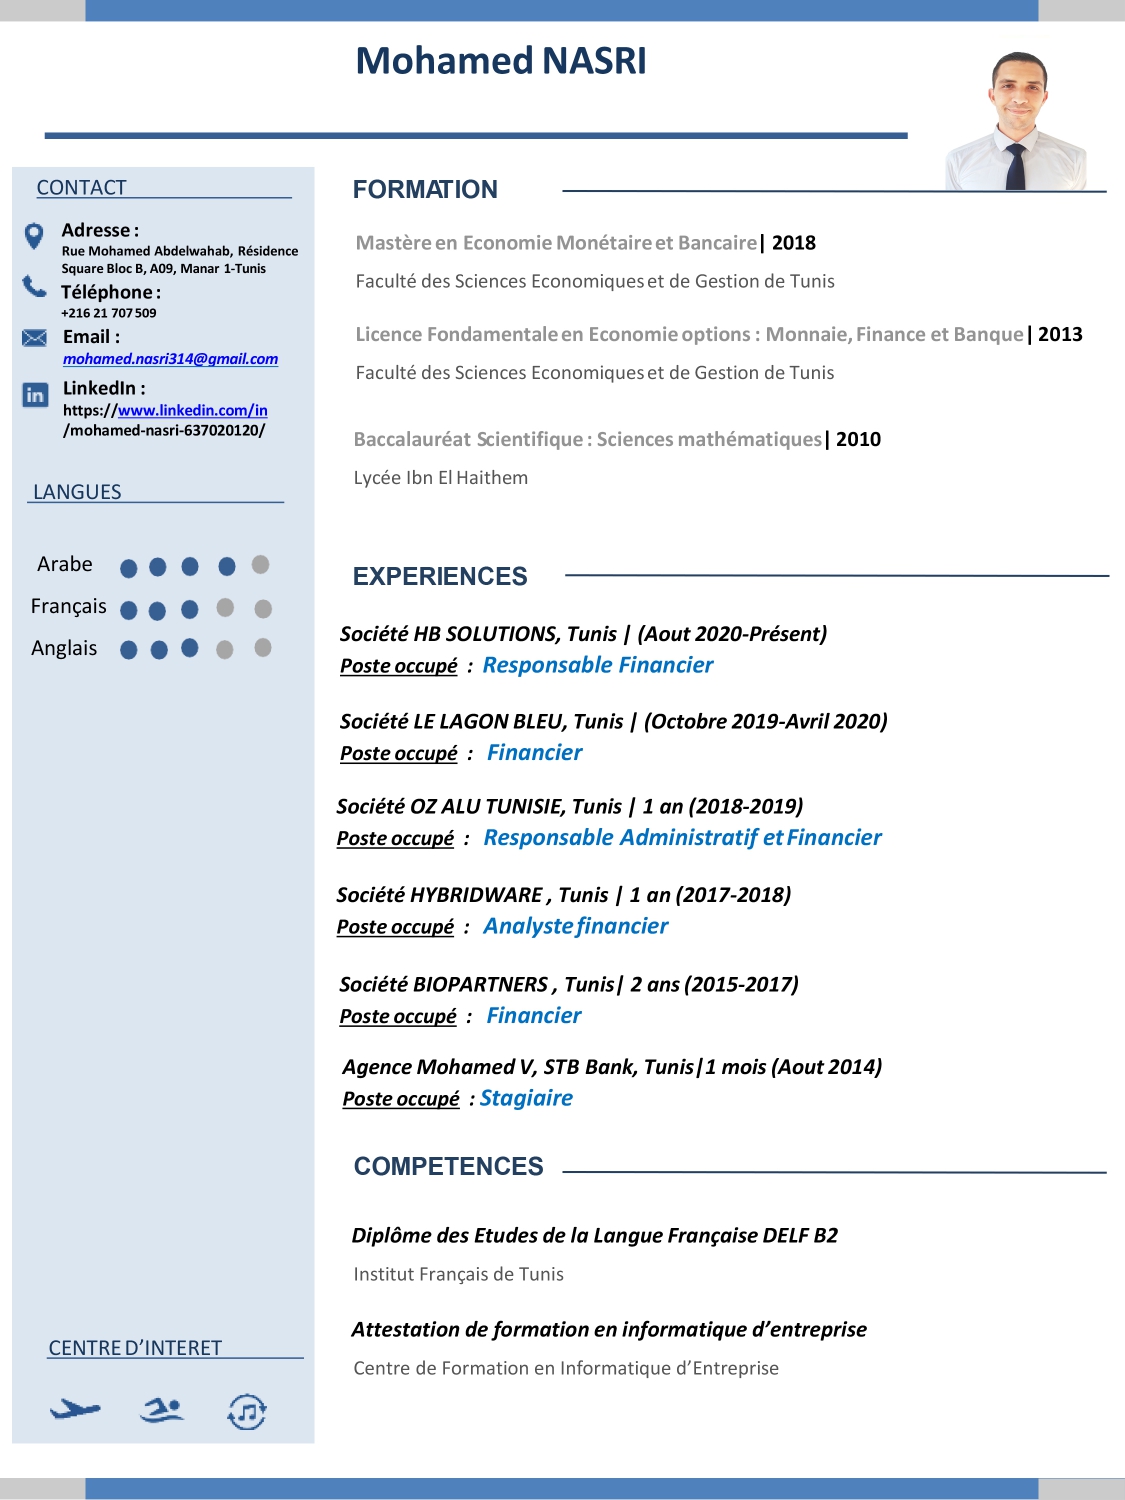 Mohamed NASRI
CONTACT
Adresse :
Rue Mohamed Abdelwahab, Résidence
Square Bloc B, A09, Manar 1-Tunis
Téléphone :
+216 21 707 509
Email :
mohamed.nasri314@gmail.com
LinkedIn :
https://www.linkedin.com/in
/mohamed-nasri-637020120/
LANGUES
Arabe
Français
Anglais
CENTRE D’INTERET
FORMATION
Mastère en Economie Monétaire et Bancaire| 2018
Faculté des Sciences Economiques et de Gestion de Tunis
Licence Fondamentale en Economie options : Monnaie, Finance et Banque| 2013
Faculté des Sciences Economiques et de Gestion de Tunis
Baccalauréat Scientifique : Sciences mathématiques| 2010
Lycée Ibn El Haithem
EXPERIENCES
Société HB SOLUTIONS, Tunis | (Aout 2020-Présent)
Poste occupé : Responsable Financier
Société LE LAGON BLEU, Tunis | (Octobre 2019-Avril 2020)
Poste occupé : Financier
Société OZ ALU TUNISIE, Tunis | 1 an (2018-2019)
Poste occupé : Responsable Administratif et Financier
Société HYBRIDWARE , Tunis | 1 an (2017-2018)
Poste occupé : Analyste financier
Société BIOPARTNERS , Tunis| 2 ans (2015-2017)
Poste occupé : Financier
Agence Mohamed V, STB Bank, Tunis|1 mois (Aout 2014)
Poste occupé : Stagiaire
COMPETENCES
Diplôme des Etudes de la Langue Française DELF B2
Institut Français de Tunis
Attestation de formation en informatique d’entreprise
Centre de Formation en Informatique d’Entreprise